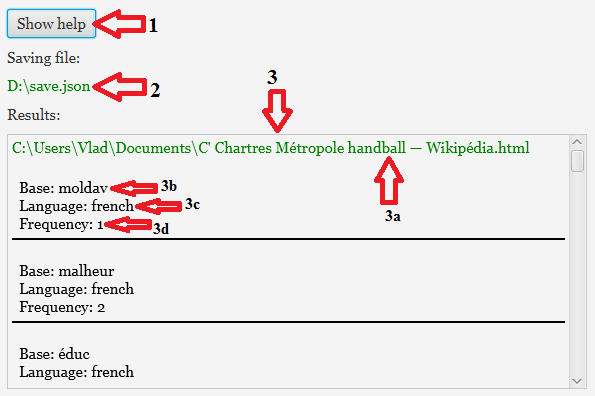 Show help 1
Saving file:
D:\save.json 2
Results:
3
C:\Users\Vlad\Documents\C' Chartres Métropole handball — Wikipédia.html
3a
Base: moldav 3b
Language: french 3c
Frequency: 1 3d
Base: malheur
Language: french
Frequency: 2
Base: éduc
Language: french